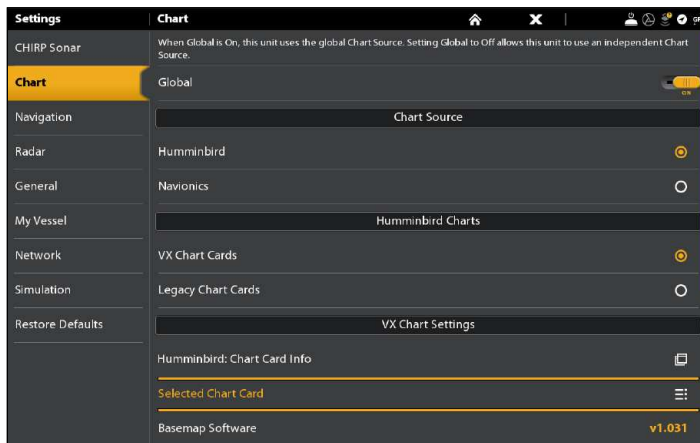 Settings
Chart
X
CHIRP Sonar
When Global is On, this unit uses the global Chart Source. Setting Global to Off allows this unit to use an independent Chart
Source.
Chart
Global
ON
Chart Source
Navigation
Radar
Humminbird
General
Navionics
My Vessel
Humminbird Charts
Network
VX Chart Cards
Simulation
Legacy Chart Cards
Restore Defaults
VX Chart Settings
Humminbird: Chart Card Info
Selected Chart Card
Basemap Software
v1.031